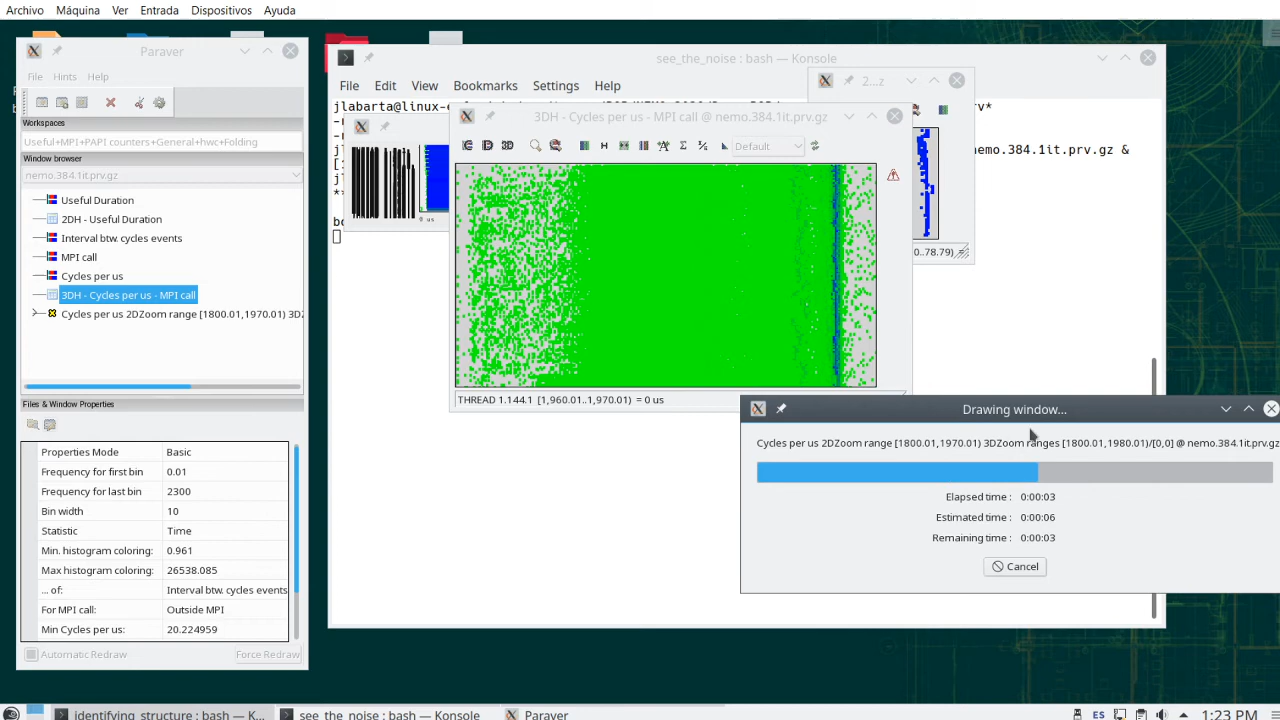 Archivo Máquina Ver Entrada Dispositivos Ayuda
Paraver
File Hints Help
Workspaces
Useful+MPI+PAPI counters+General+hwc+Folding
Window browser
nemo.384.1it.prv.gz
Useful Duration
2DH - Useful Duration
Interval btw. cycles events
MPI call
Cycles per us
3DH - Cycles per us - MPI call
Cycles per us 2DZoom range [1800.01,1970.01) 3DZ
Files & Window Properties
Properties Mode Basic
Frequency for first bin 0.01
Frequency for last bin 2300
Bin width 10
Statistic Time
Min. histogram coloring: 0.961
Max histogram coloring: 26538.085
... of: Interval btw. cycles events
For MPI call: Outside MPI
Min Cycles per us: 20.224959
Automatic Redraw Force Redraw
see_the_noise : bash — Konsole
File Edit View Bookmarks Settings Help
2...z
3DH - Cycles per us - MPI call @ nemo.384.1it.prv.gz
Default
nemo.384.1it.prv.gz &
0 us
0..78.79) =
THREAD 1.144.1 [1,960.01..1,970.01) = 0 us
Drawing window...
Cycles per us 2DZoom range [1800.01,1970.01) 3DZoom ranges [1800.01,1980.01)/[0,0] @ nemo.384.1it.prv.gz
Elapsed time : 0:00:03
Estimated time : 0:00:06
Remaining time : 0:00:03
Cancel
identifying_structure : bash — K... see_the_noise : bash — Konsole Paraver ES 1:23 PM